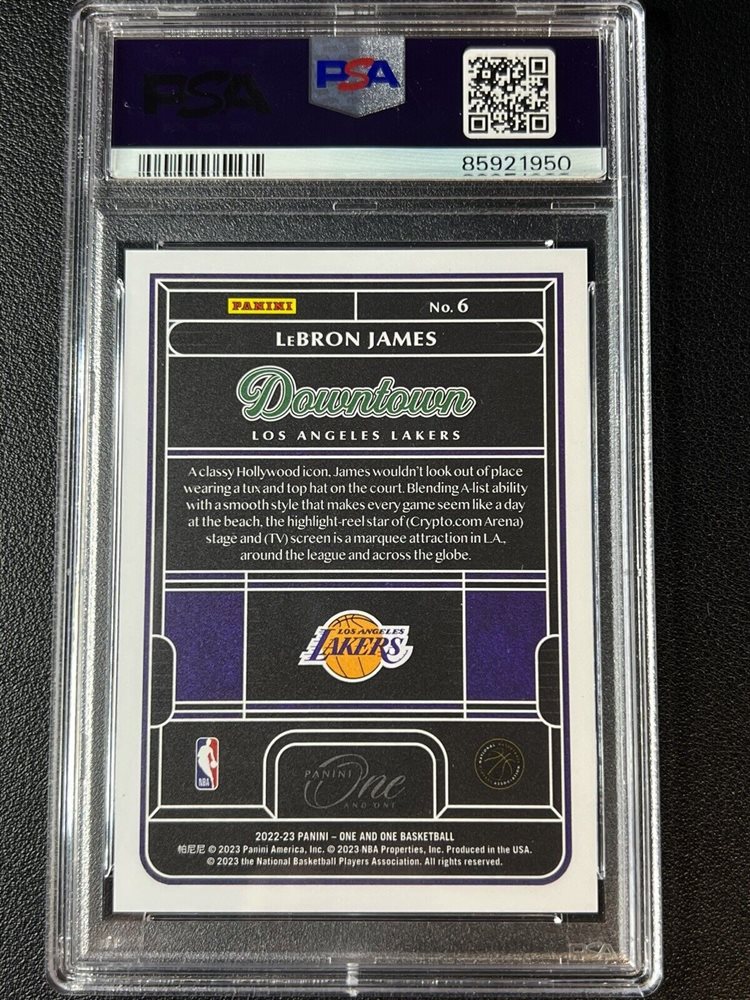 PSA
PSA
85921950
PANINI
No. 6
LEBRON JAMES
Downtown
LOS ANGELES LAKERS
A classy Hollywood icon, James wouldn't look out of place
wearing a tux and top hat on the court. Blending A-list ability
with a smooth style that makes every game seem like a day
at the beach, the highlight-reel star of (Crypto.com Arena)
stage and (TV) screen is a marquee attraction in L.A.,
around the league and across the globe.
LOS ANGELES
LAKERS
NBA
PANINI
One
AND ONE
2022-23 PANINI – ONE AND ONE BASKETBALL
帕尼尼 © 2023 Panini America, Inc. © 2023 NBA Properties, Inc. Produced in the USA.
© 2023 the National Basketball Players Association. All rights reserved.
PSA